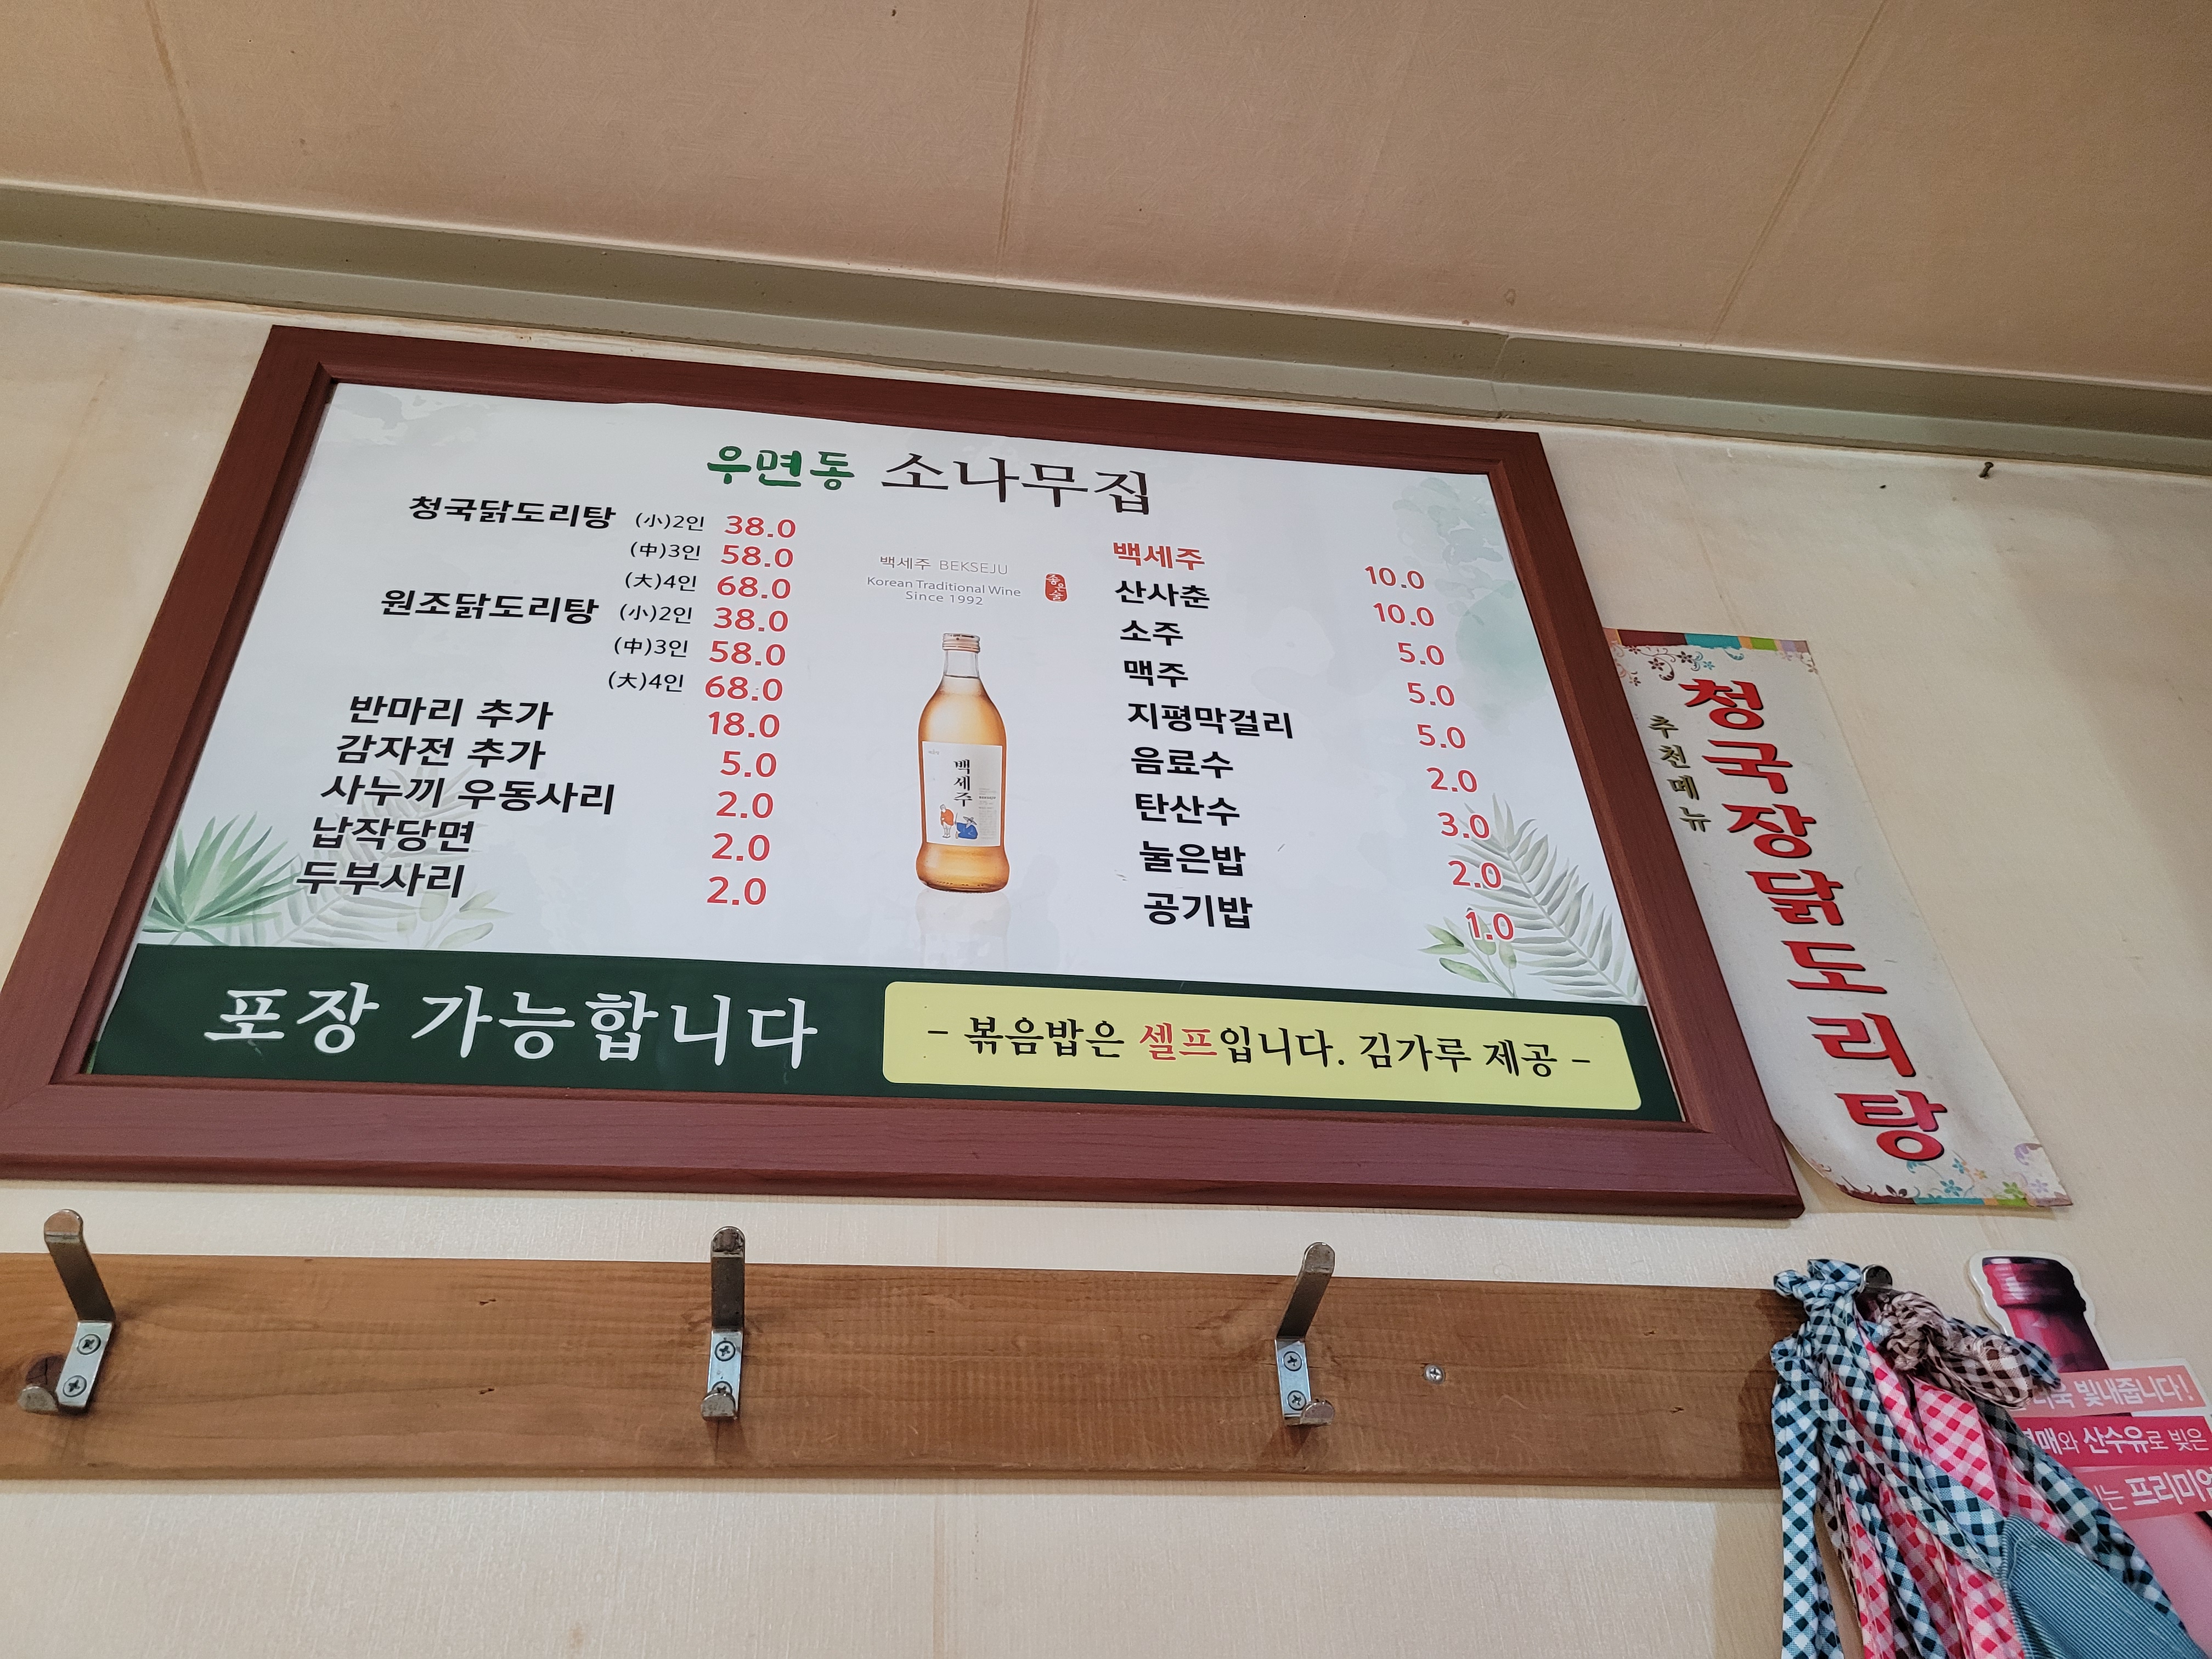 우면동 소나무집
청국닭도리탕 (小)2인 38.0
(中)3인 58.0
(大)4인 68.0
원조닭도리탕 (小)2인 38.0
(中)3인 58.0
(大)4인 68.0
반마리 추가 18.0
감자전 추가 5.0
사누끼 우동사리 2.0
납작당면 2.0
두부사리 2.0
백세주 BEKSEJU
Korean Traditional Wine
Since 1992
백세주
백세주 10.0
산사춘 10.0
소주 5.0
맥주 5.0
지평막걸리 5.0
음료수 2.0
탄산수 3.0
눌은밥 2.0
공기밥 1.0
포장 가능합니다
- 볶음밥은 셀프입니다. 김가루 제공 -
추천메뉴
청국장닭도리탕
빛내줍니다!
산수유로 빚은